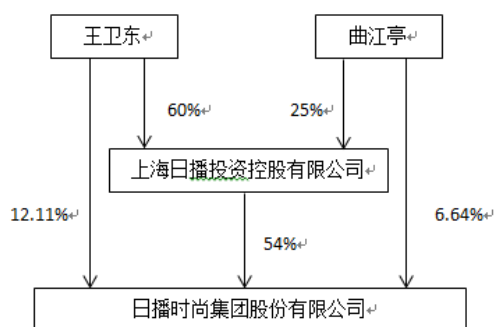 王卫东
曲江亭
60%
25%
上海日播投资控股有限公司
12.11%
6.64%
54%
日播时尚集团股份有限公司